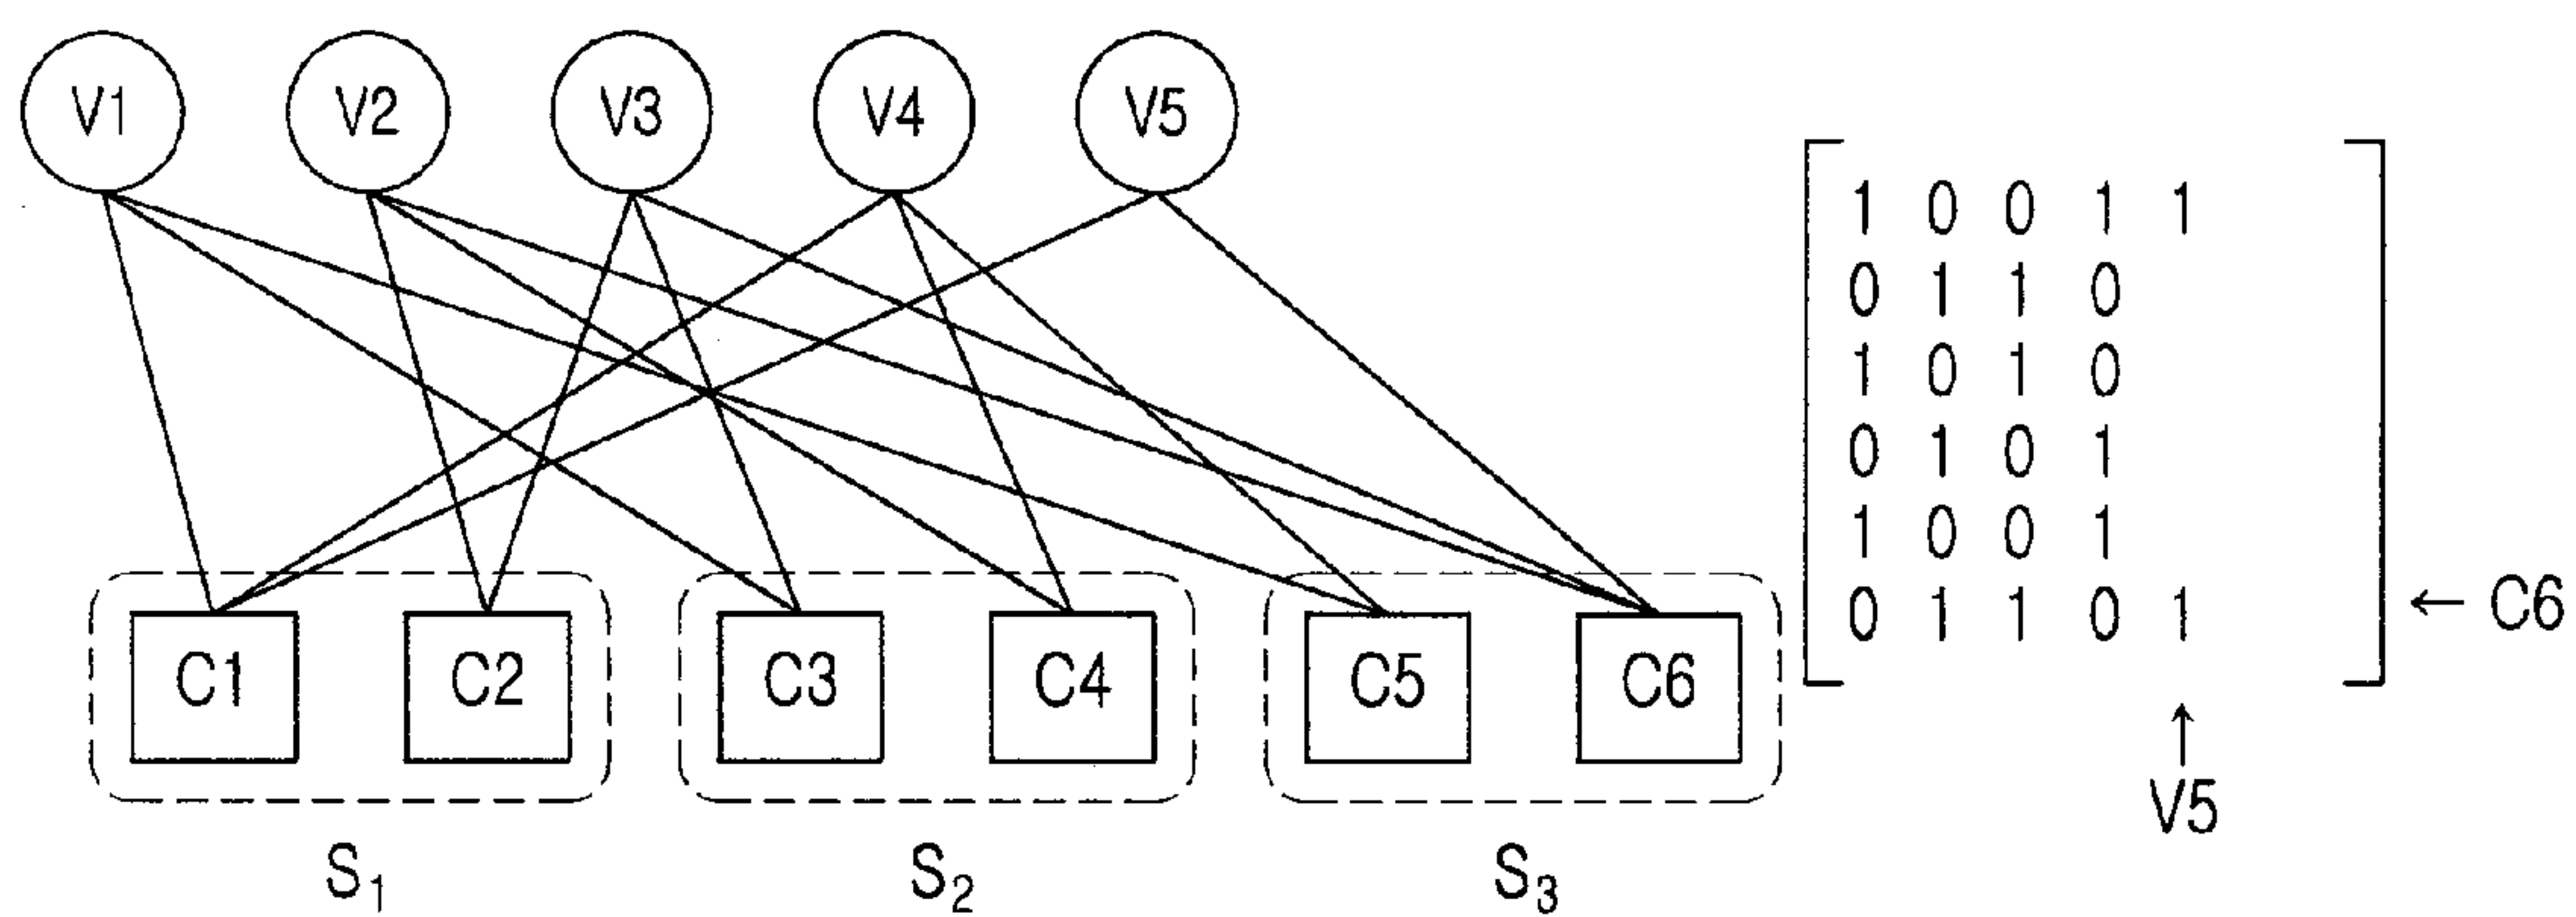 V1 V2 V3 V4 V5
1 0 0 1 1
0 1 1 0
1 0 1 0
0 1 0 1
1 0 0 1
0 1 1 0 1
← C6
↑
V5
C1 C2 C3 C4 C5 C6
S1 S2 S3